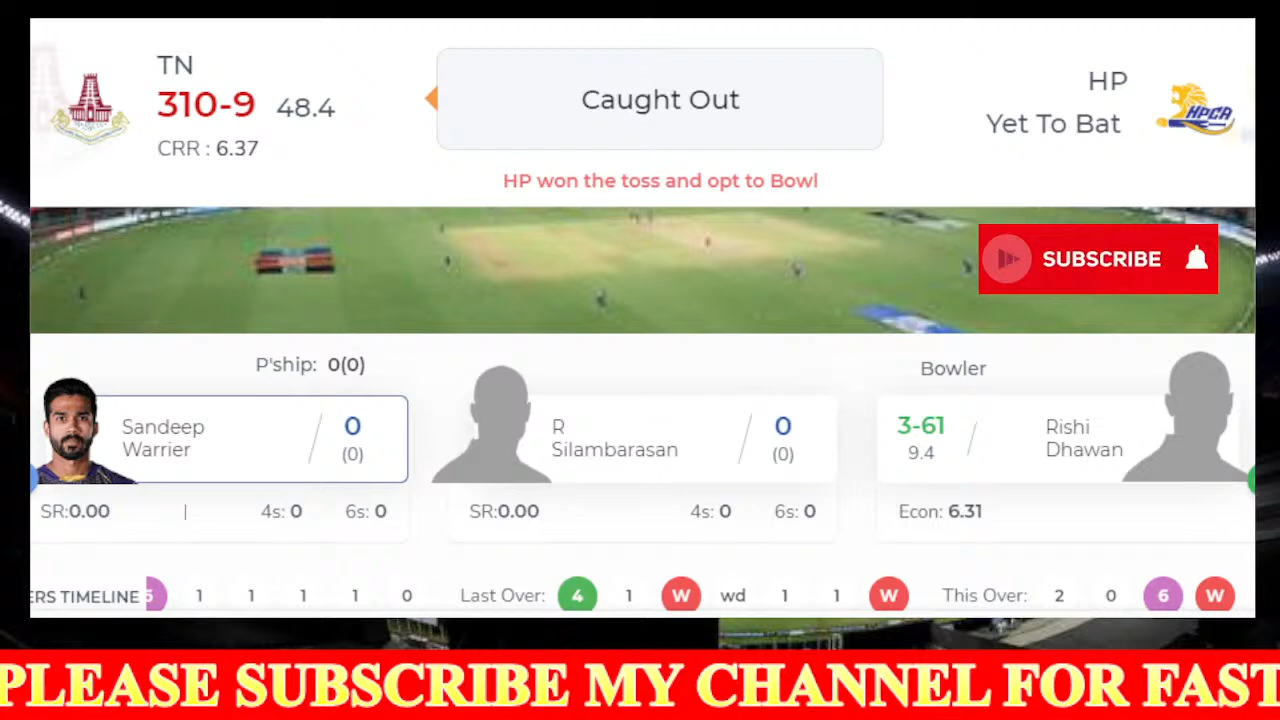 TN
310-9 48.4
CRR : 6.37
Caught Out
HP won the toss and opt to Bowl
HP
Yet To Bat
HPCA
SUBSCRIBE
P'ship: 0(0)
Bowler
Sandeep Warrier / 0 (0)
R Silambarasan / 0 (0)
3-61 9.4 / Rishi Dhawan
SR:0.00 | 4s: 0 6s: 0
SR:0.00 4s: 0 6s: 0
Econ: 6.31
ERS TIMELINE 6 1 1 1 1 0 Last Over: 4 1 W wd 1 1 W This Over: 2 0 6 W
PLEASE SUBSCRIBE MY CHANNEL FOR FAST